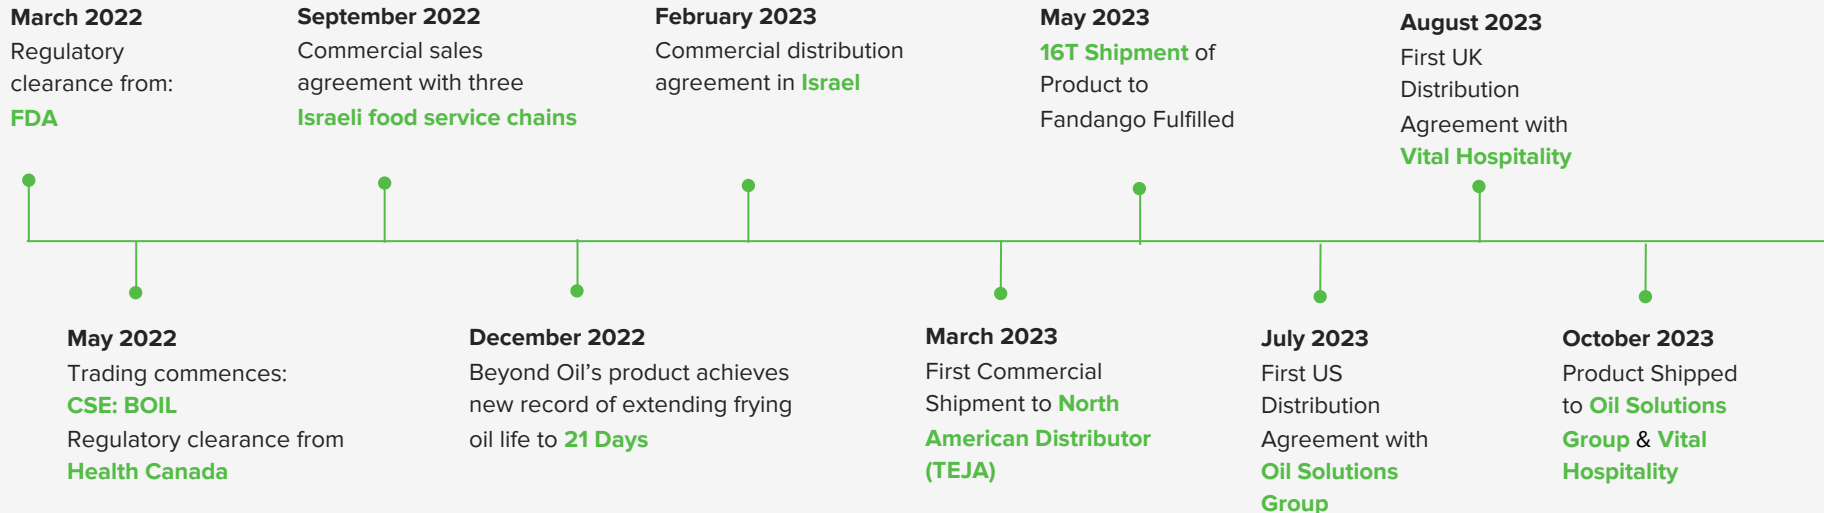 March 2022
Regulatory
clearance from:
FDA
September 2022
Commercial sales
agreement with three
Israeli food service chains
February 2023
Commercial distribution
agreement in Israel
May 2023
16T Shipment of
Product to
Fandango Fulfilled
August 2023
First UK
Distribution
Agreement with
Vital Hospitality
May 2022
Trading commences:
CSE: BOIL
Regulatory clearance from
Health Canada
December 2022
Beyond Oil’s product achieves
new record of extending frying
oil life to 21 Days
March 2023
First Commercial
Shipment to North
American Distributor
(TEJA)
July 2023
First US
Distribution
Agreement with
Oil Solutions
Group
October 2023
Product Shipped
to Oil Solutions
Group & Vital
Hospitality